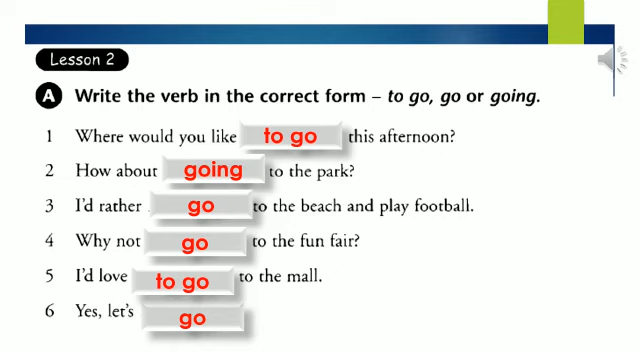 Lesson 2
A Write the verb in the correct form – to go, go or going.
1 Where would you like to go this afternoon?
2 How about going to the park?
3 I'd rather go to the beach and play football.
4 Why not go to the fun fair?
5 I'd love to go to the mall.
6 Yes, let's go